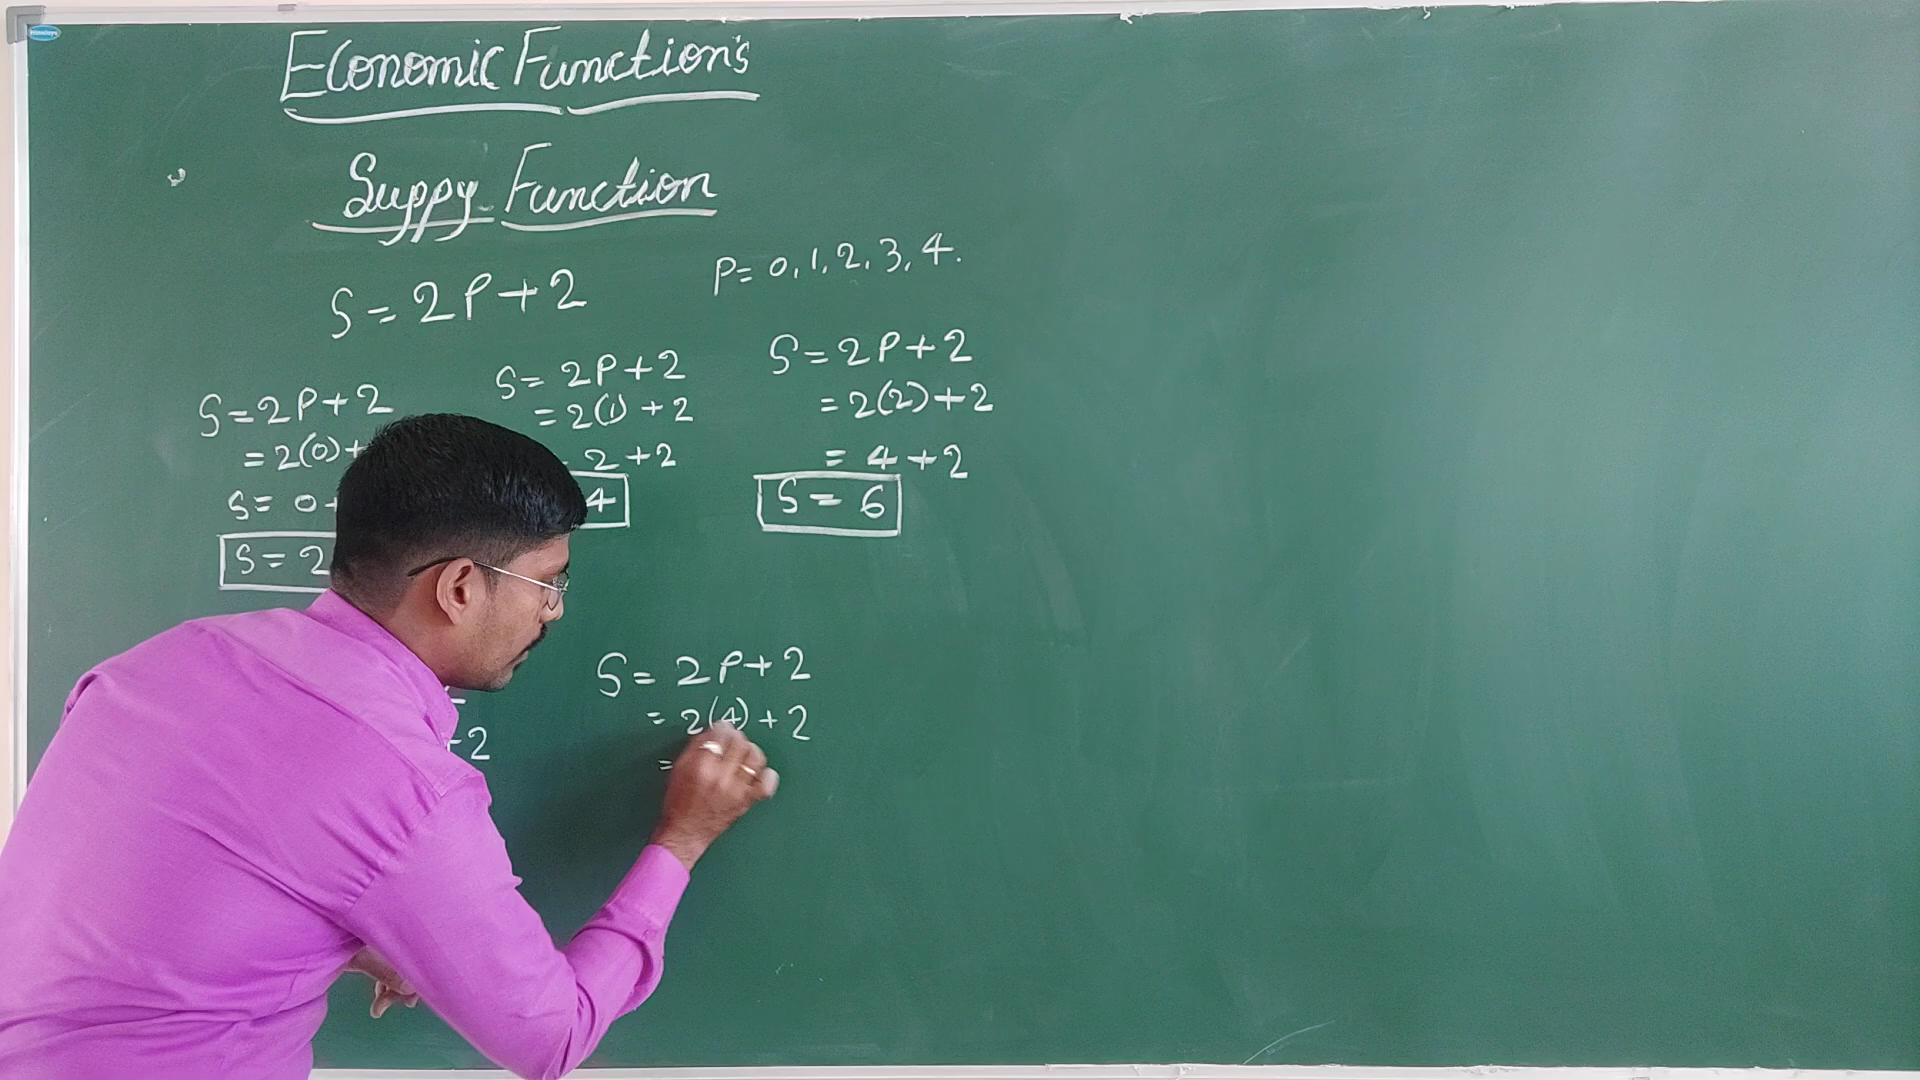 Economic Function's
Suppy Function
S = 2P + 2
P = 0, 1, 2, 3, 4.
S = 2P + 2
= 2(0) +
S = 0 +
S = 2
S = 2P + 2
= 2(1) + 2
2 + 2
4
S = 2P + 2
= 2(2) + 2
= 4 + 2
S = 6
+ 2
S = 2P + 2
= 2(4) + 2
=